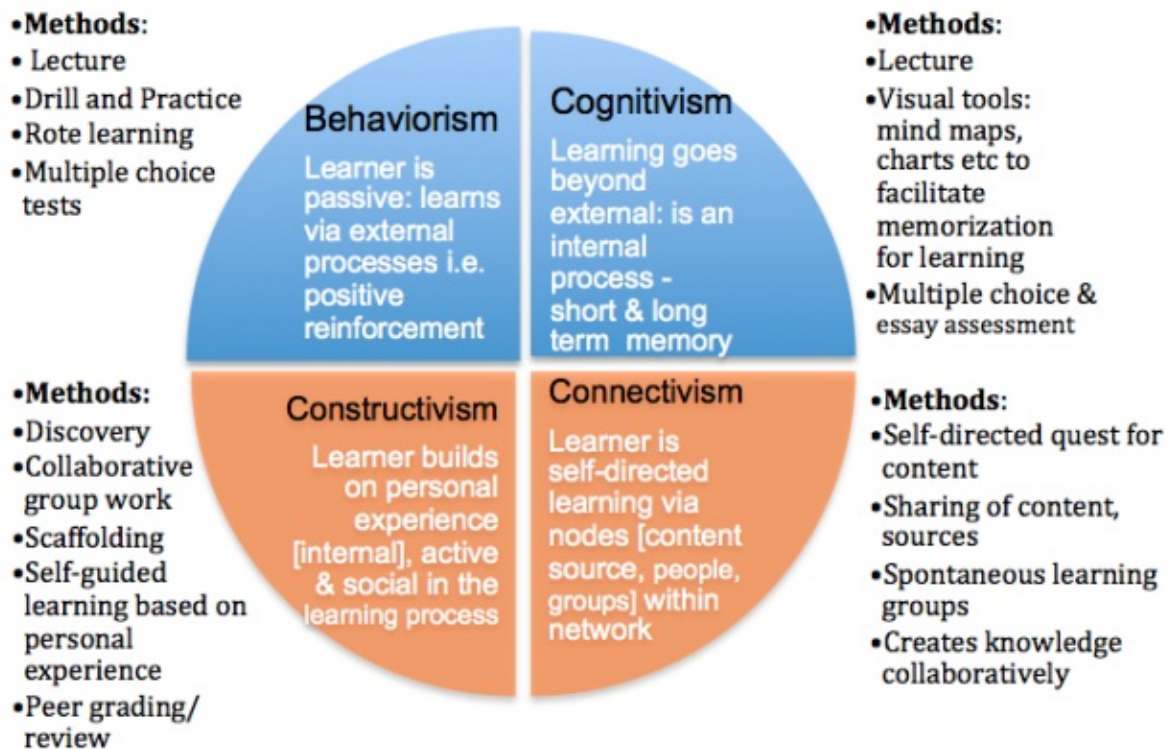 •Methods:
• Lecture
•Drill and Practice
•Rote learning
•Multiple choice
tests
Behaviorism
Learner is
passive: learns
via external
processes i.e.
positive
reinforcement
Cognitivism
Learning goes
beyond
external: is an
internal
process -
short & long
term memory
•Methods:
•Lecture
•Visual tools:
mind maps,
charts etc to
facilitate
memorization
for learning
•Multiple choice &
essay assessment
•Methods:
•Discovery
•Collaborative
group work
•Scaffolding
•Self-guided
learning based on
personal
experience
•Peer grading/
review
Constructivism
Learner builds
on personal
experience
[internal], active
& social in the
learning process
Connectivism
Learner is
self-directed
learning via
nodes [content
source, people,
groups] within
network
•Methods:
•Self-directed quest for
content
•Sharing of content,
sources
•Spontaneous learning
groups
•Creates knowledge
collaboratively